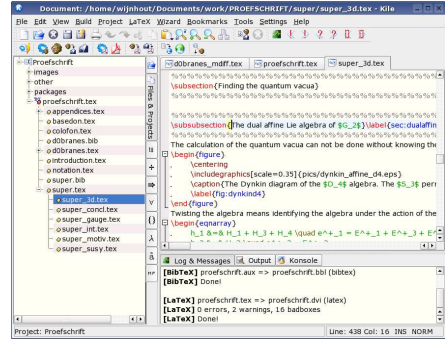 Document: /home/wijnhout/Documents/work/PROEFSCHRIFT/super/super_3d.tex - Kile
File Edit View Build Project LaTeX Wizard Bookmarks Tools Settings Help
Proefschrift
images
other
packages
proefschrift.tex
appendices.tex
basedon.tex
colofon.tex
d0branes.bib
d0branes.tex
introduction.tex
notation.tex
super.bib
super.tex
super_3d.tex
super_concl.tex
super_gauge.tex
super_int.tex
super_motiv.tex
super_susy.tex
Files & Projects
d0branes_mdff.tex proefschrift.tex super_3d.tex
\subsection{Finding the quantum vacua}
\subsubsection{The dual affine Lie algebra of $G_2$}\label{sec:dualaffin
The calculation of the quantum vacua can not be done without knowing the
\begin{figure}
\centering
\includegraphics[scale=0.35]{pics/dynkin_affine_d4.eps}
\caption{The Dynkin diagram of the $D_4$ algebra. The $S_3$ perr
\label{fig:dynkind4}
\end{figure}
Twisting the algebra means identifying the algebra under the action of the
\begin{eqnarray}
h_1 &=& H_1 + H_3 + H_4 \quad e^+_1 = E^+_1 + E^+_3 + E^
Log & Messages Output Konsole
[BibTeX] proefschrift.aux => proefschrift.bbl (bibtex)
[BibTeX] Done!
[LaTeX] proefschrift.tex => proefschrift.dvi (latex)
[LaTeX] 0 errors, 2 warnings, 16 badboxes
[LaTeX] Done!
Project: Proefschrift Line: 438 Col: 16 INS NORM